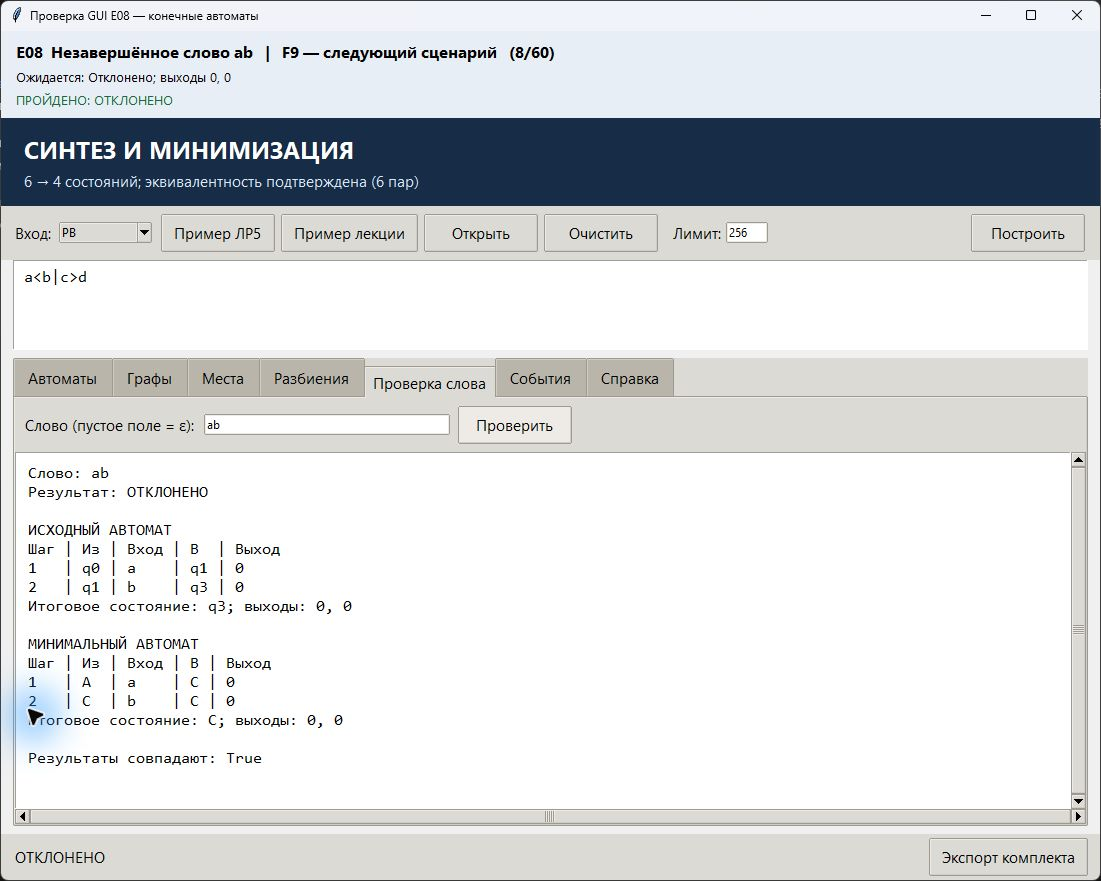 Проверка GUI E08 — конечные автоматы
E08 Незавершённое слово ab | F9 — следующий сценарий (8/60)
Ожидается: Отклонено; выходы 0, 0
ПРОЙДЕНО: ОТКЛОНЕНО
СИНТЕЗ И МИНИМИЗАЦИЯ
6 → 4 состояний; эквивалентность подтверждена (6 пар)
Вход: РВ Пример ЛР5 Пример лекции Открыть Очистить Лимит: 256 Построить
a<b|c>d
Автоматы Графы Места Разбиения Проверка слова События Справка
Слово (пустое поле = ε): ab Проверить
Слово: ab
Результат: ОТКЛОНЕНО
ИСХОДНЫЙ АВТОМАТ
Шаг | Из | Вход | В | Выход
1 | q0 | a | q1 | 0
2 | q1 | b | q3 | 0
Итоговое состояние: q3; выходы: 0, 0
МИНИМАЛЬНЫЙ АВТОМАТ
Шаг | Из | Вход | В | Выход
1 | A | a | C | 0
2 | C | b | C | 0
Итоговое состояние: C; выходы: 0, 0
Результаты совпадают: True
ОТКЛОНЕНО Экспорт комплекта